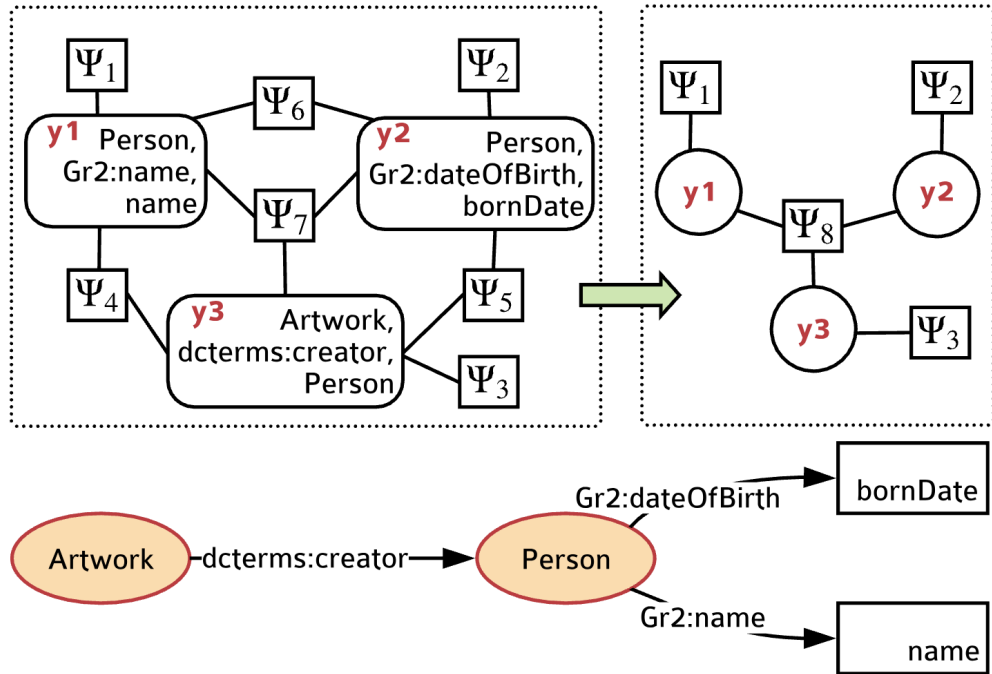 Ψ1
Ψ6
Ψ2
y1
Person,
Gr2:name,
name
y2
Person,
Gr2:dateOfBirth,
bornDate
Ψ7
Ψ4
Ψ5
y3
Artwork,
dcterms:creator,
Person
Ψ3
Ψ1
Ψ2
y1
y2
Ψ8
y3
Ψ3
Artwork
dcterms:creator
Person
Gr2:dateOfBirth
bornDate
Gr2:name
name